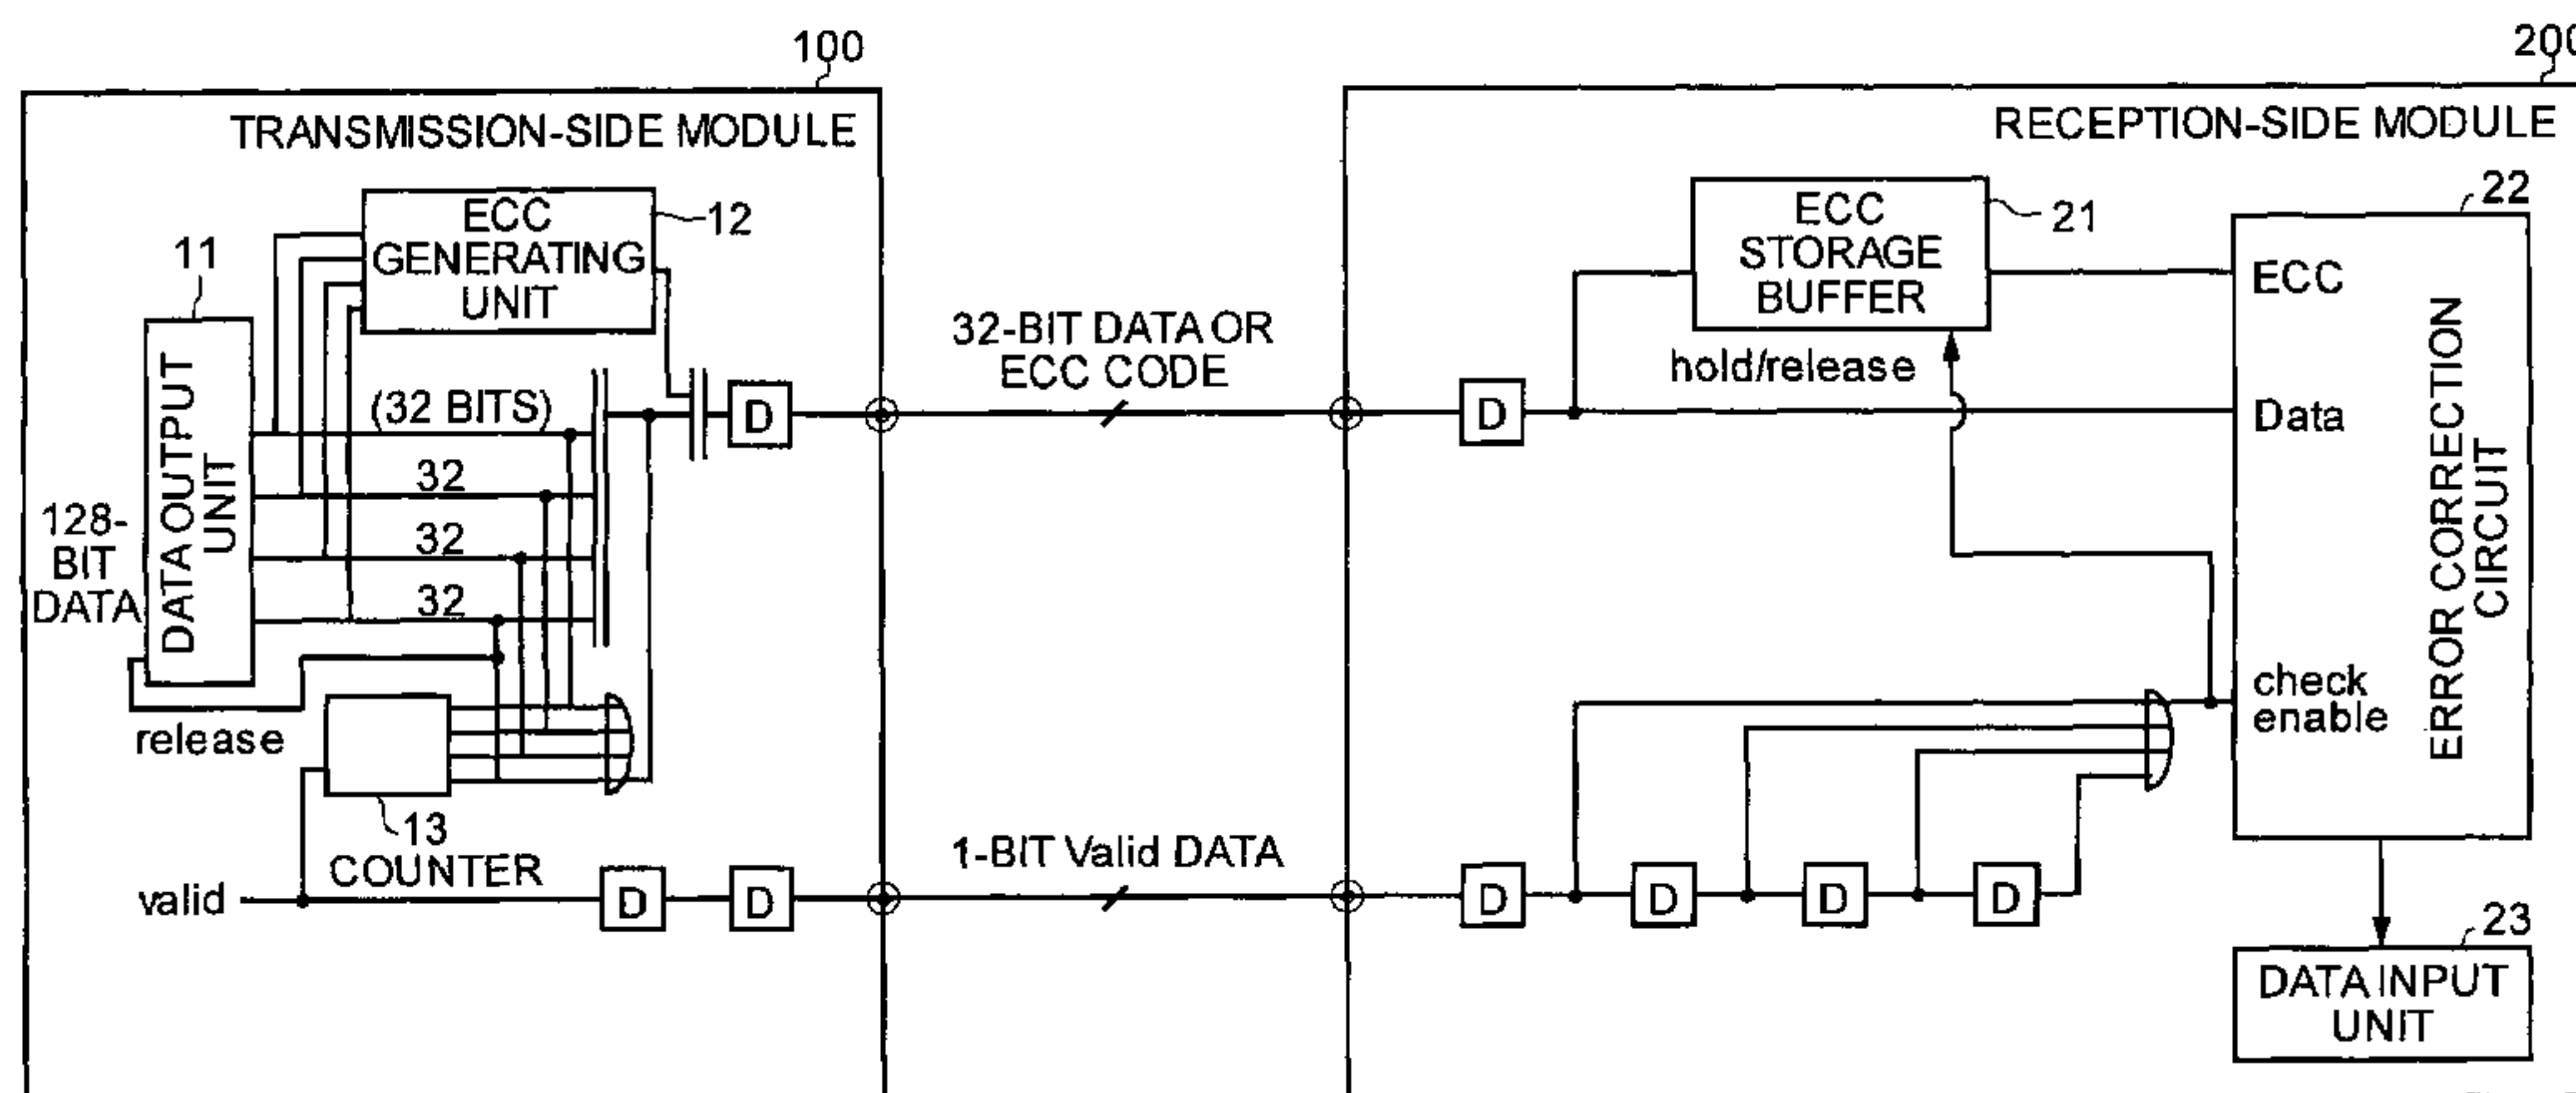 100
200
TRANSMISSION-SIDE MODULE
RECEPTION-SIDE MODULE
ECC
GENERATING
UNIT
12
11
DATA OUTPUT
UNIT
128-
BIT
DATA
(32 BITS)
32
32
32
D
release
13
COUNTER
valid
D
D
32-BIT DATA OR
ECC CODE
1-BIT Valid DATA
ECC
STORAGE
BUFFER
21
hold/release
D
22
ECC
Data
check
enable
ERROR CORRECTION
CIRCUIT
D
D
D
D
23
DATA INPUT
UNIT